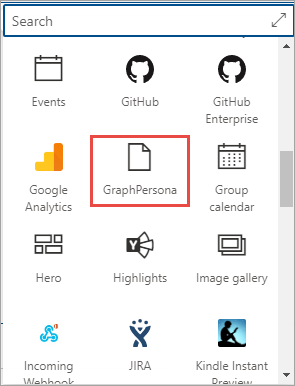 Search
Events
GitHub
GitHub
Enterprise
Google
Analytics
GraphPersona
Group
calendar
Hero
Highlights
Image gallery
Incoming
Webhook
JIRA
Kindle Instant
Preview